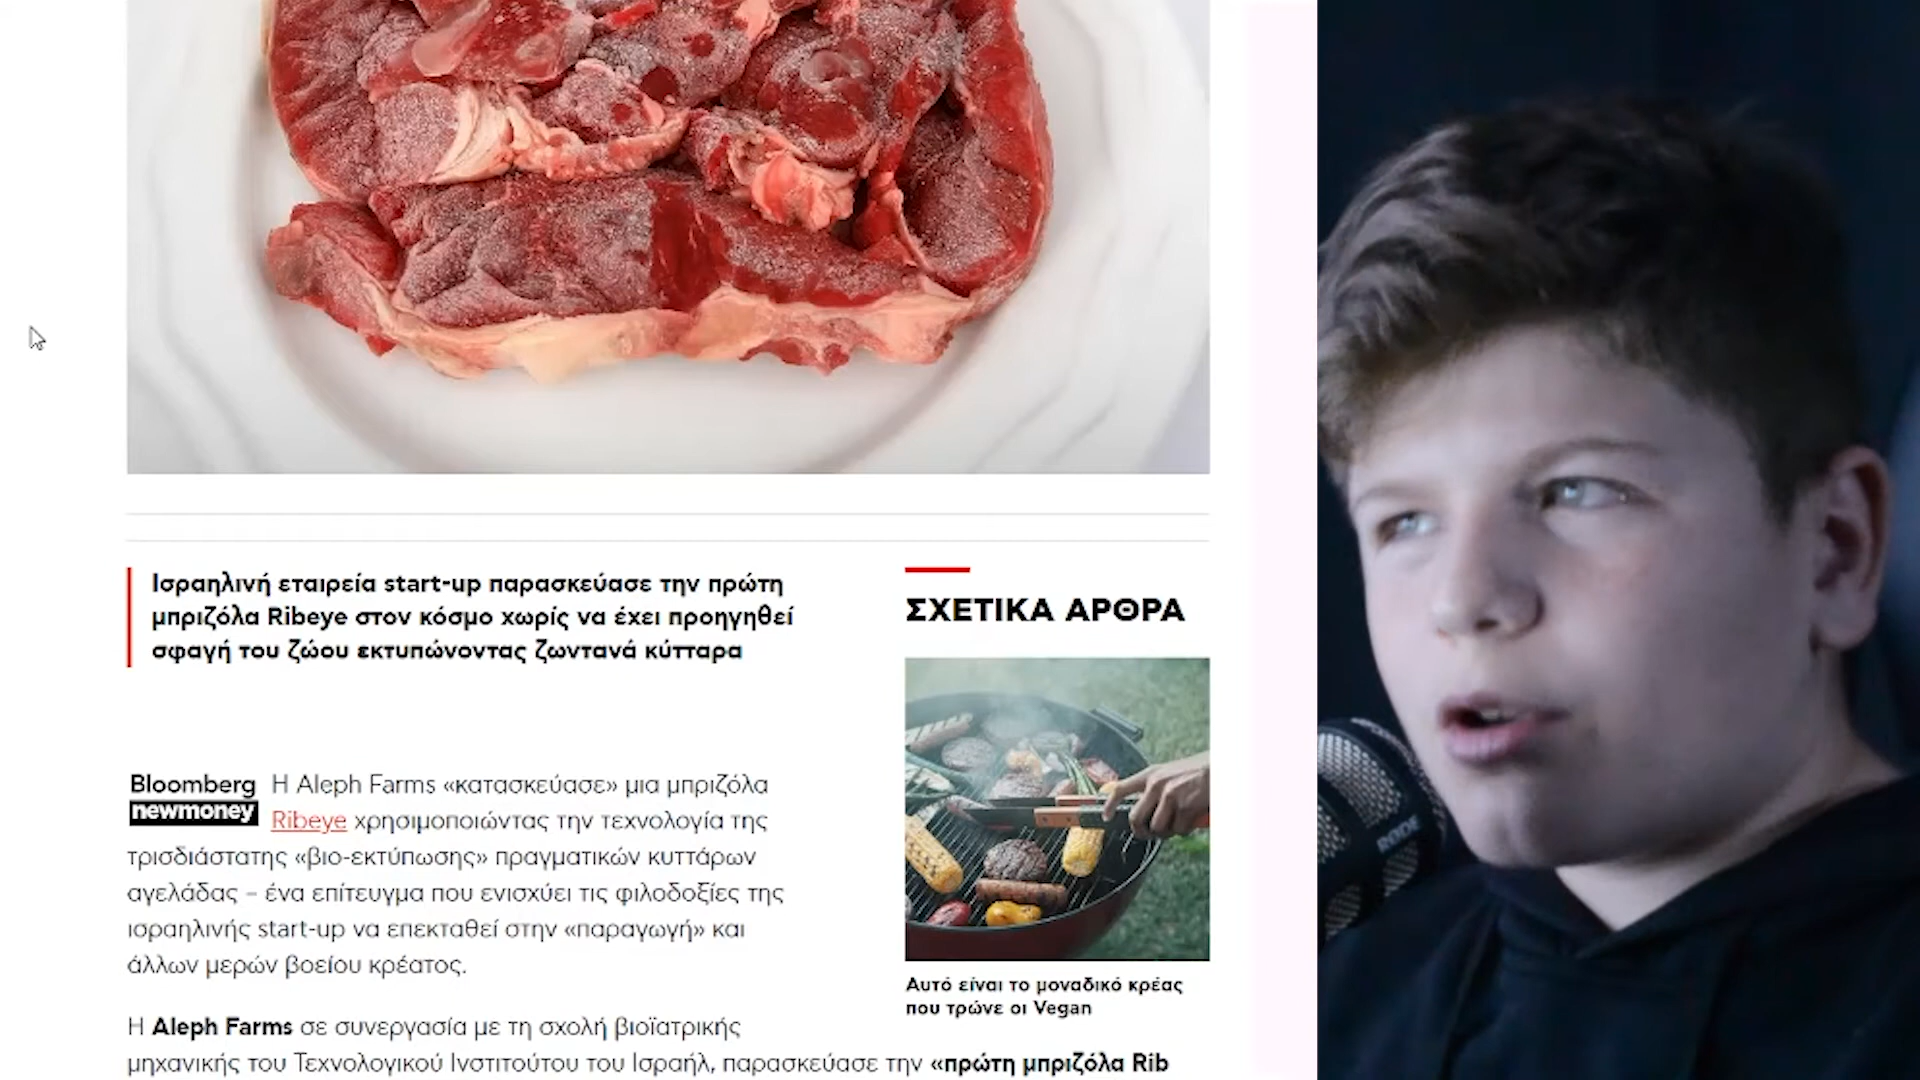 Ισραηλινή εταιρεία start-up παρασκεύασε την πρώτη
μπριζόλα Ribeye στον κόσμο χωρίς να έχει προηγηθεί
σφαγή του ζώου εκτυπώνοντας ζωντανά κύτταρα
Bloomberg
newmoney
Η Aleph Farms «κατασκεύασε» μια μπριζόλα
Ribeye χρησιμοποιώντας την τεχνολογία της
τρισδιάστατης «βιο-εκτύπωσης» πραγματικών κυττάρων
αγελάδας – ένα επίτευγμα που ενισχύει τις φιλοδοξίες της
ισραηλινής start-up να επεκταθεί στην «παραγωγή» και
άλλων μερών βοείου κρέατος.
Η Aleph Farms σε συνεργασία με τη σχολή βιοϊατρικής
μηχανικής του Τεχνολογικού Ινστιτούτου του Ισραήλ, παρασκεύασε την «πρώτη μπριζόλα Rib
ΣΧΕΤΙΚΑ ΑΡΘΡΑ
Αυτό είναι το μοναδικό κρέας
που τρώνε οι Vegan
RØDE